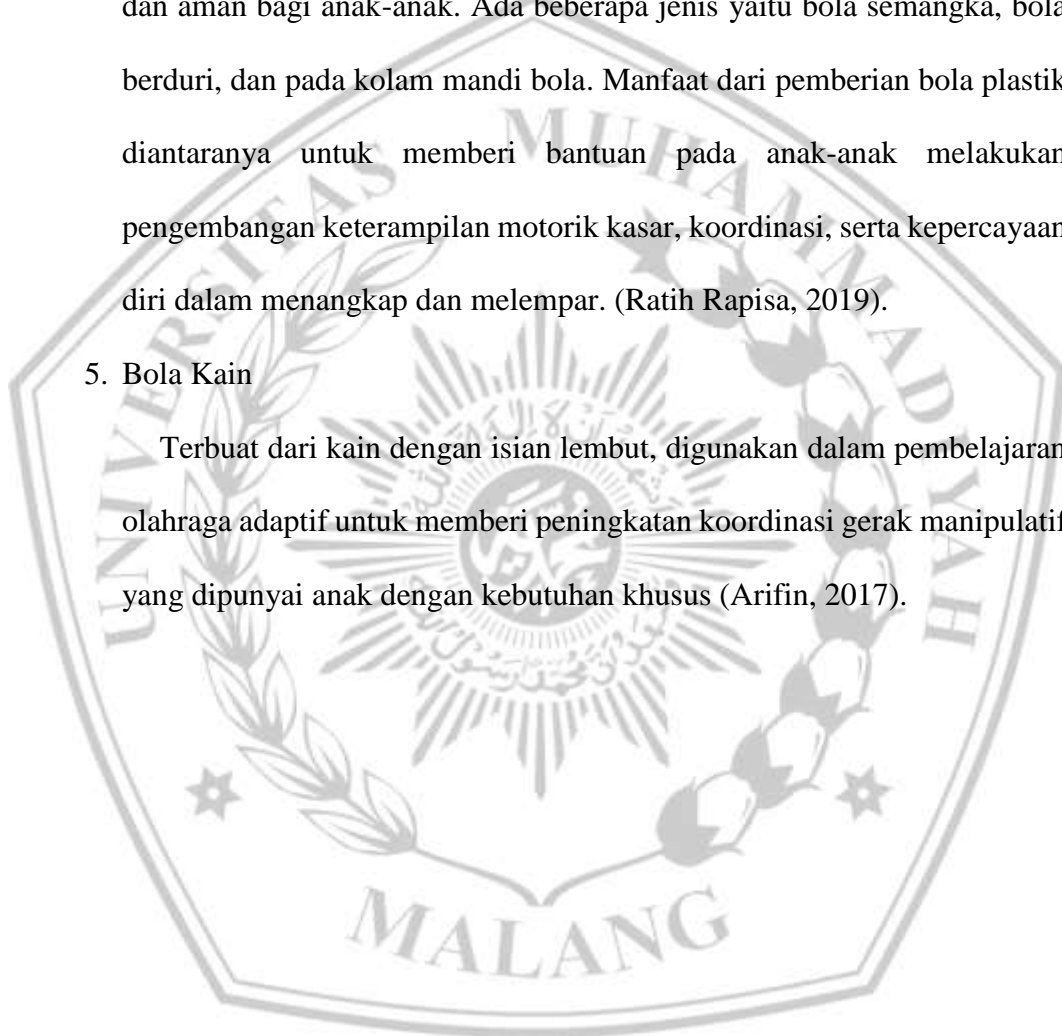 dan aman bagi anak-anak. Ada beberapa jenis yaitu bola semangka, bola
berduri, dan pada kolam mandi bola. Manfaat dari pemberian bola plastik
diantaranya untuk memberi bantuan pada anak-anak melakukan
pengembangan keterampilan motorik kasar, koordinasi, serta kepercayaan
diri dalam menangkap dan melempar. (Ratih Rapisa, 2019).
5. Bola Kain
Terbuat dari kain dengan isian lembut, digunakan dalam pembelajaran
olahraga adaptif untuk memberi peningkatan koordinasi gerak manipulatif
yang dipunyai anak dengan kebutuhan khusus (Arifin, 2017).
UNIVERSITAS MUHAMMADIYAH
MALANG